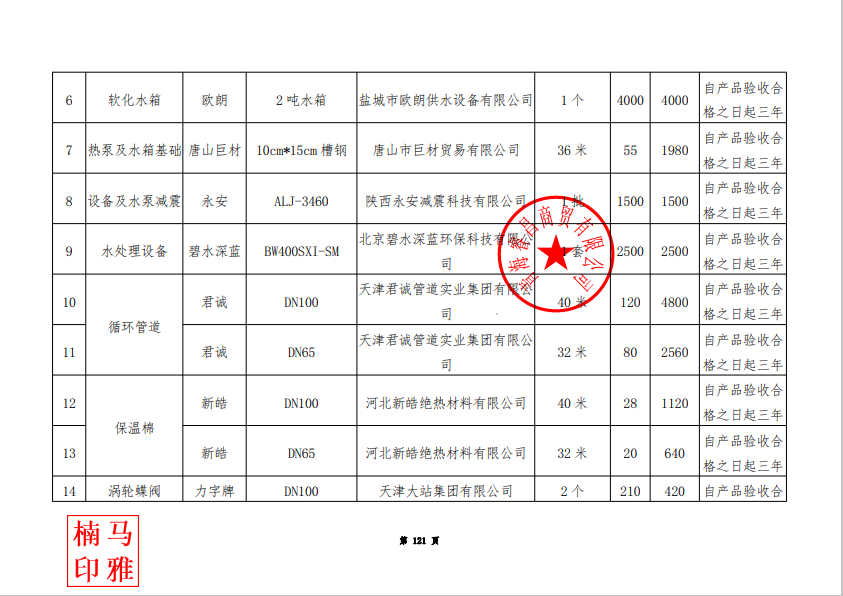 6 软化水箱 欧朗 2吨水箱 盐城市欧朗供水设备有限公司 1个 4000 4000 自产品验收合
格之日起三年
7 热泵及水箱基础 唐山巨材 10cm*15cm槽钢 唐山市巨材贸易有限公司 36米 55 1980 自产品验收合
格之日起三年
8 设备及水泵减震 永安 ALJ-3460 陕西永安减震科技有限公司 1批 1500 1500 自产品验收合
格之日起三年
9 水处理设备 碧水深蓝 BW400SXI-SM 北京碧水深蓝环保科技有限公
司 1套 2500 2500 自产品验收合
格之日起三年
10 循环管道 君诚 DN100 天津君诚管道实业集团有限公
司 40米 120 4800 自产品验收合
格之日起三年
11 君诚 DN65 天津君诚管道实业集团有限公
司 32米 80 2560 自产品验收合
格之日起三年
12 保温棉 新皓 DN100 河北新皓绝热材料有限公司 40米 28 1120 自产品验收合
格之日起三年
13 新皓 DN65 河北新皓绝热材料有限公司 32米 20 640 自产品验收合
格之日起三年
14 涡轮蝶阀 力字牌 DN100 天津大站集团有限公司 2个 210 420 自产品验收合
昌商贸有限公司
马雅
楠印
第 121 页